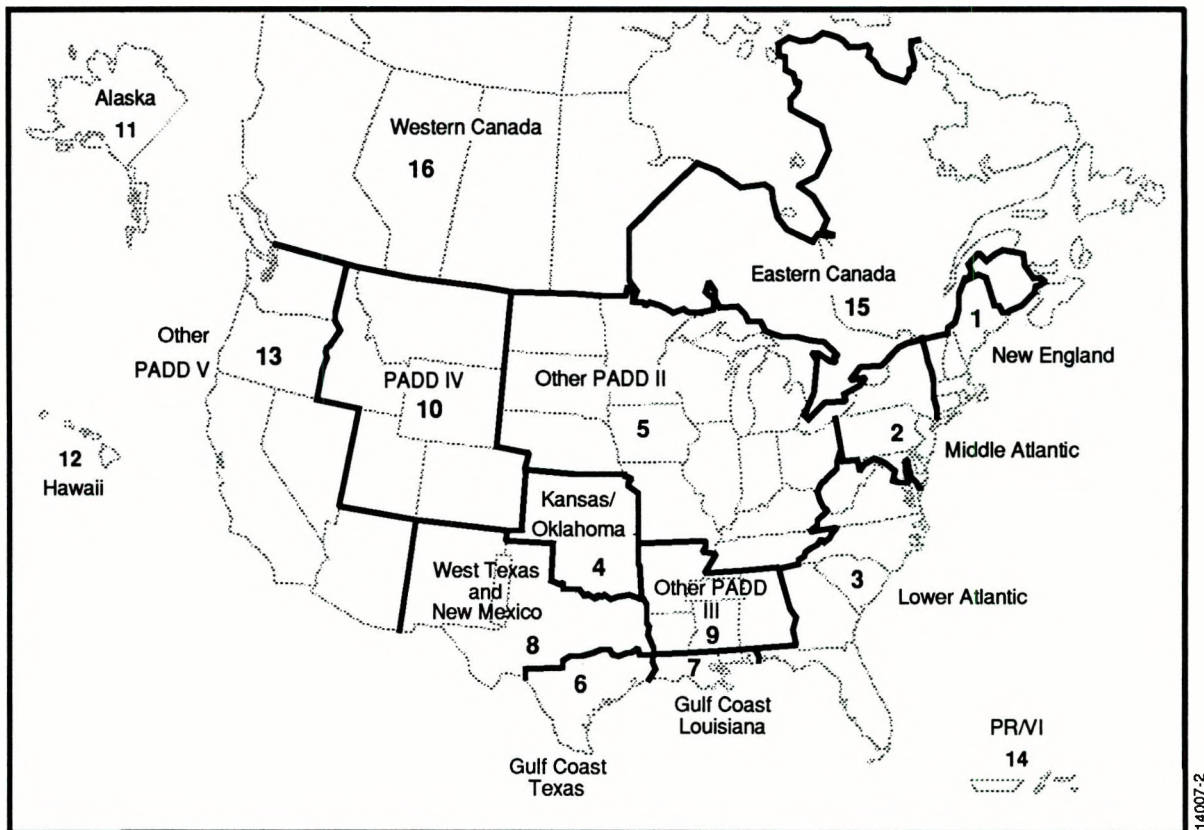 Alaska
11
Western Canada
16
Eastern Canada
15
1
New England
Other
PADD V
13
PADD IV
10
Other PADD II
5
2
Middle Atlantic
12
Hawaii
Kansas/
Oklahoma
4
West Texas
and
New Mexico
8
Other PADD
III
9
3
Lower Atlantic
6
7
Gulf Coast
Louisiana
Gulf Coast
Texas
PR/VI
14